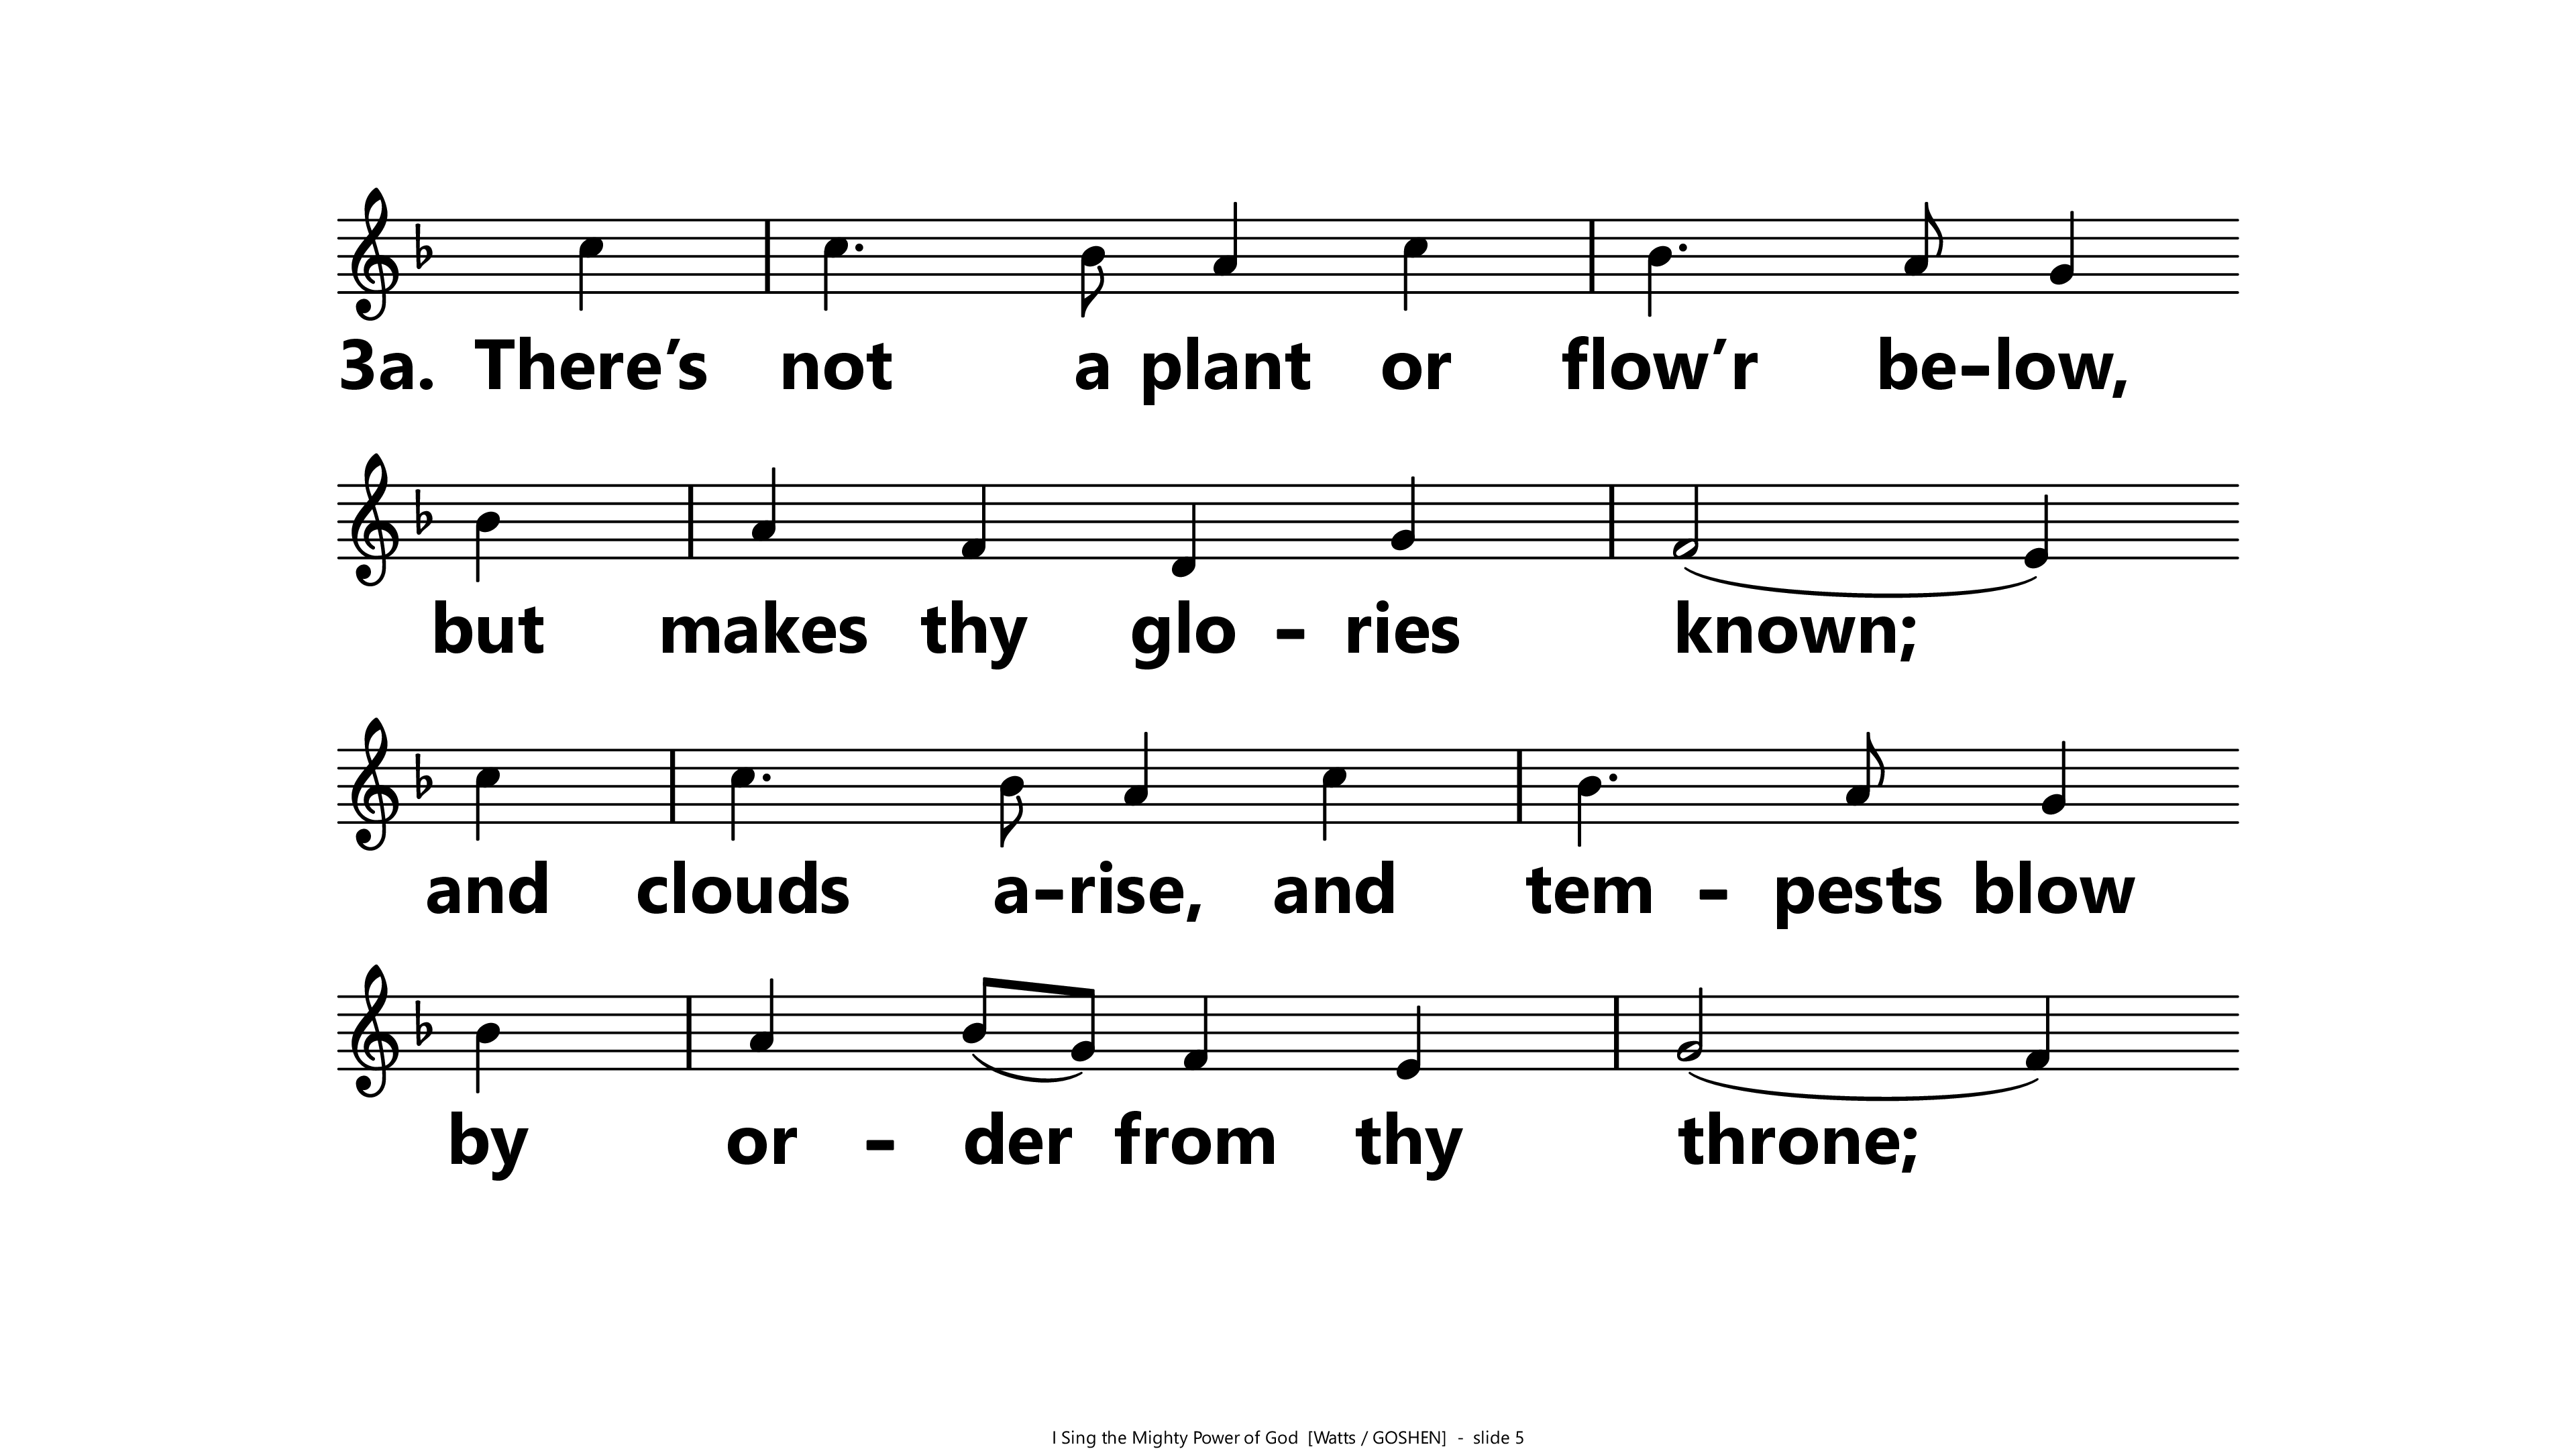 3a. There’s not a plant or flow’r be-low,
but makes thy glo - ries known;
and clouds a-rise, and tem - pests blow
by or - der from thy throne;
I Sing the Mighty Power of God [Watts / GOSHEN] - slide 5